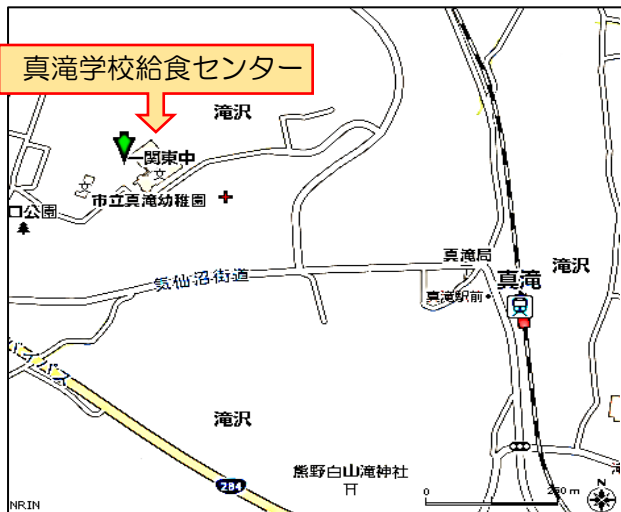 真滝学校給食センター
滝沢
一関東中
文
文
市立真滝幼稚園
公園
気仙沼街道
真滝局
真滝
滝沢
真滝駅前
バイパス
滝沢
284
熊野白山滝神社
0
250m
N
NRIN